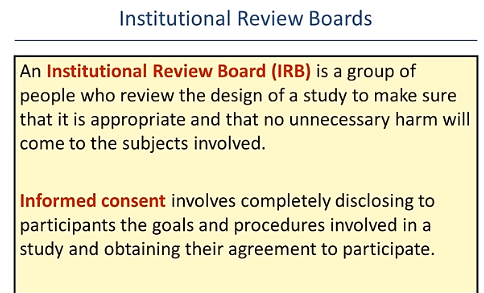 Institutional Review Boards
An Institutional Review Board (IRB) is a group of
people who review the design of a study to make sure
that it is appropriate and that no unnecessary harm will
come to the subjects involved.
Informed consent involves completely disclosing to
participants the goals and procedures involved in a
study and obtaining their agreement to participate.